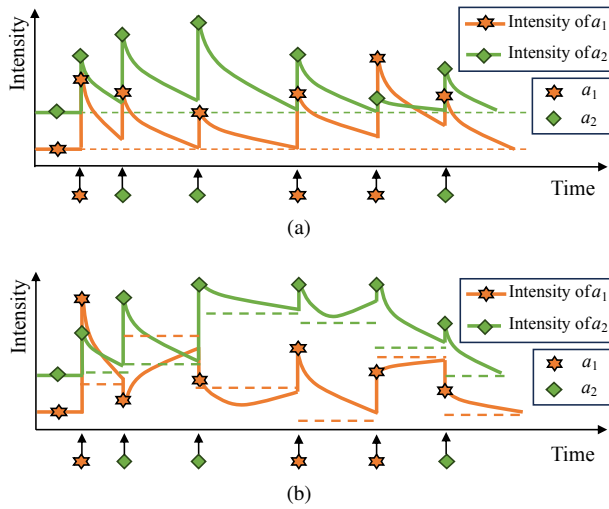 Intensity
Intensity of a1
Intensity of a2
a1
a2
Time
(a)
Intensity
Intensity of a1
Intensity of a2
a1
a2
Time
(b)